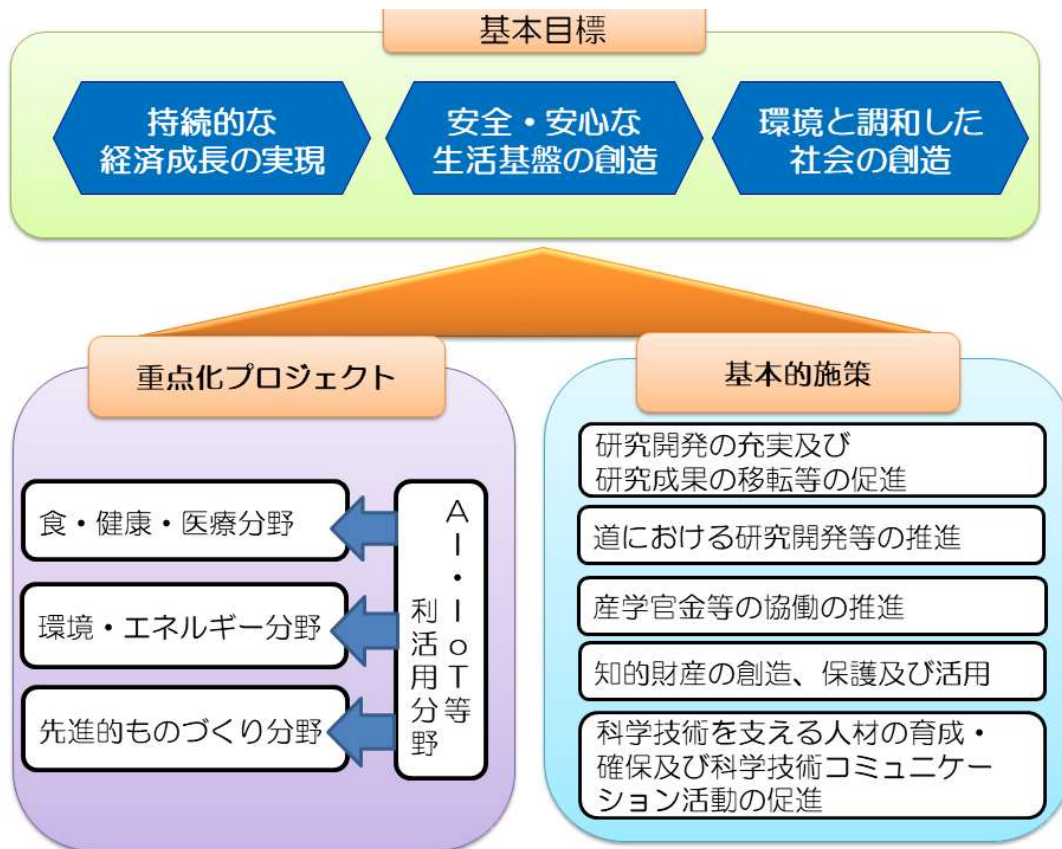 基本目標
持続的な
経済成長の実現
安全・安心な
生活基盤の創造
環境と調和した
社会の創造
重点化プロジェクト
食・健康・医療分野
環境・エネルギー分野
先進的ものづくり分野
AI・IoT等
利活用分野
基本的施策
研究開発の充実及び
研究成果の移転等の促進
道における研究開発等の推進
産学官金等の協働の推進
知的財産の創造、保護及び活用
科学技術を支える人材の育成・
確保及び科学技術コミュニケー
ション活動の促進